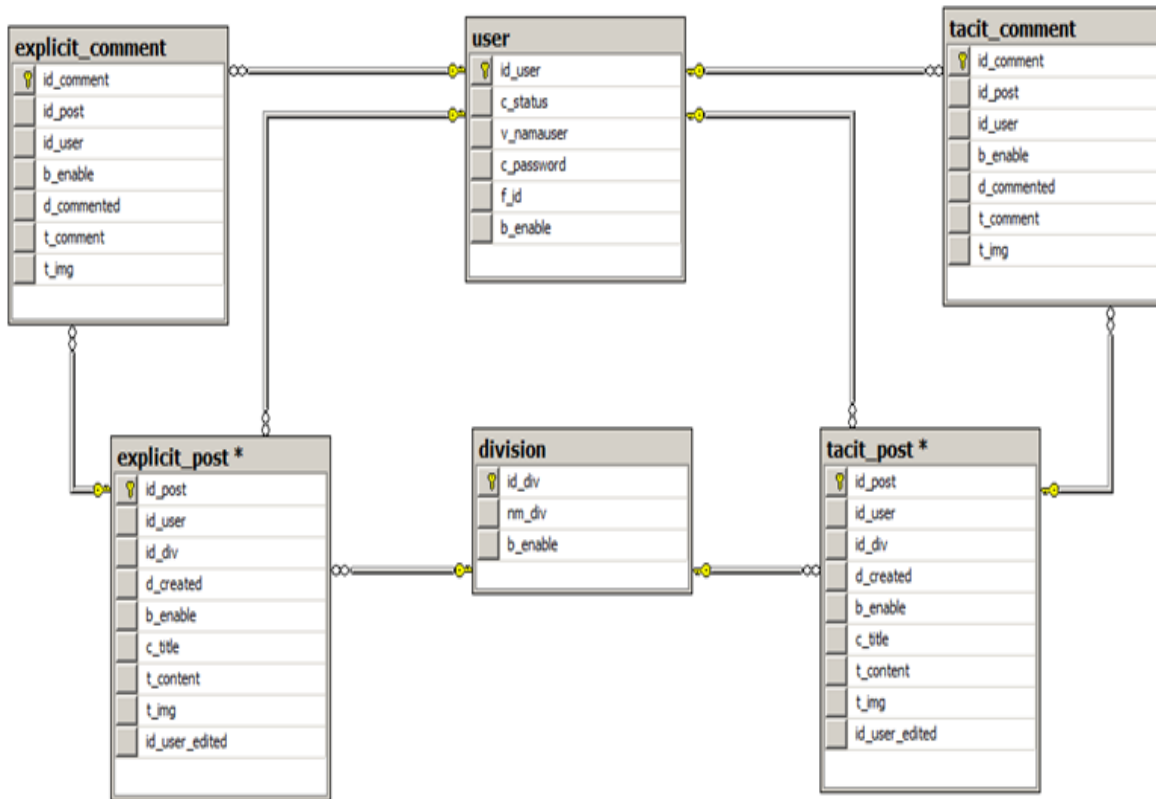 explicit_comment
id_comment
id_post
id_user
b_enable
d_commented
t_comment
t_img
user
id_user
c_status
v_namauser
c_password
f_id
b_enable
tacit_comment
id_comment
id_post
id_user
b_enable
d_commented
t_comment
t_img
explicit_post *
id_post
id_user
id_div
d_created
b_enable
c_title
t_content
t_img
id_user_edited
division
id_div
nm_div
b_enable
tacit_post *
id_post
id_user
id_div
d_created
b_enable
c_title
t_content
t_img
id_user_edited